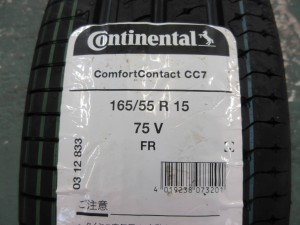 Continental
ComfortContact CC7
165/55 R 15
75 V
FR
03 12 833
4 019238 073201
ご注意